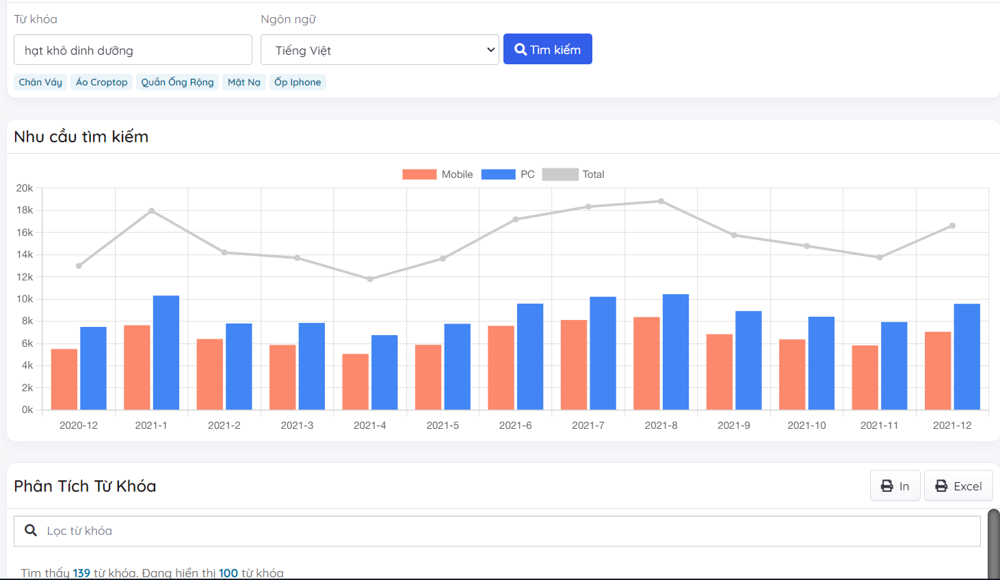 Từ khóa Ngôn ngữ
hạt khô dinh dưỡng Tiếng Việt Tìm kiếm
Chân Váy Áo Croptop Quần Ống Rộng Mặt Nạ Ốp Iphone
Nhu cầu tìm kiếm
Mobile PC Total
20k
18k
16k
14k
12k
10k
8k
6k
4k
2k
0k
2020-12 2021-1 2021-2 2021-3 2021-4 2021-5 2021-6 2021-7 2021-8 2021-9 2021-10 2021-11 2021-12
Phân Tích Từ Khóa In Excel
Lọc từ khóa
Tìm thấy 139 từ khóa. Đang hiển thị 100 từ khóa